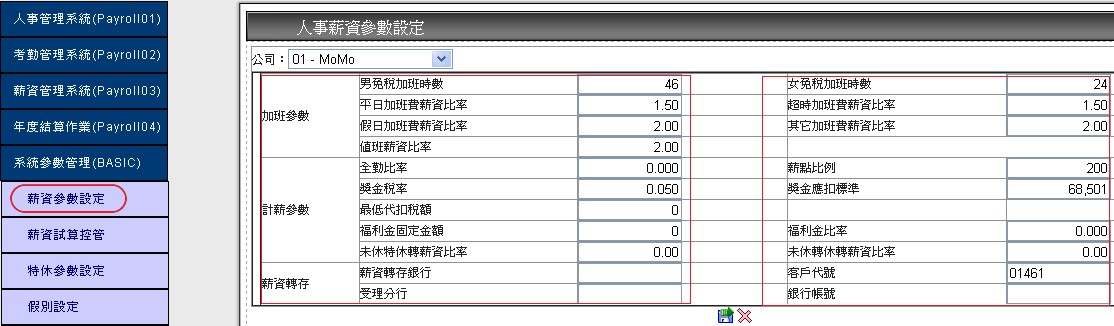 人事管理系統(Payroll01)
考勤管理系統(Payroll02)
薪資管理系統(Payroll03)
年度結算作業(Payroll04)
系統參數管理(BASIC)
薪資參數設定
薪資試算控管
特休參數設定
假別設定
人事薪資參數設定
公司：01 - MoMo
加班參數
男免稅加班時數 46 女免稅加班時數 24
平日加班費薪資比率 1.50 超時加班費薪資比率 1.50
假日加班費薪資比率 2.00 其它加班費薪資比率 2.00
值班薪資比率 2.00
計薪參數
全勤比率 0.000 薪點比例 200
獎金稅率 0.050 獎金應扣標準 68,501
最低代扣稅額 0
福利金固定金額 0 福利金比率 0.000
未休特休轉薪資比率 0.00 未休轉休轉薪資比率 0.00
薪資轉存
薪資轉存銀行 客戶代號 01461
受理分行 銀行帳號